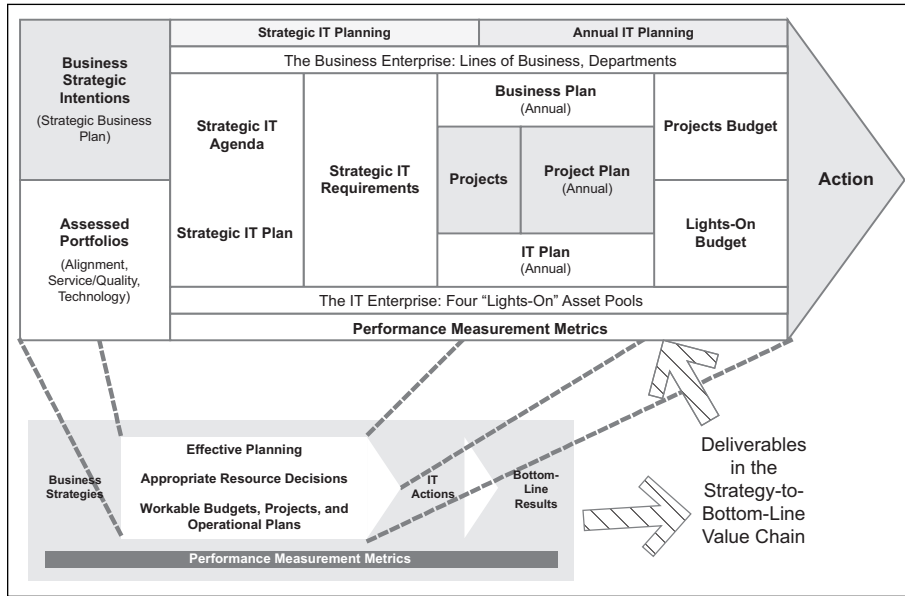 Strategic IT Planning
Annual IT Planning
Business
Strategic
Intentions
(Strategic Business
Plan)
The Business Enterprise: Lines of Business, Departments
Strategic IT
Agenda
Strategic IT Plan
Strategic IT
Requirements
Business Plan
(Annual)
Projects
Project Plan
(Annual)
IT Plan
(Annual)
Projects Budget
Lights-On
Budget
Action
Assessed
Portfolios
(Alignment,
Service/Quality,
Technology)
The IT Enterprise: Four “Lights-On” Asset Pools
Performance Measurement Metrics
Business
Strategies
Effective Planning
Appropriate Resource Decisions
Workable Budgets, Projects, and
Operational Plans
IT
Actions
Bottom-
Line
Results
Performance Measurement Metrics
Deliverables
in the
Strategy-to-
Bottom-Line
Value Chain